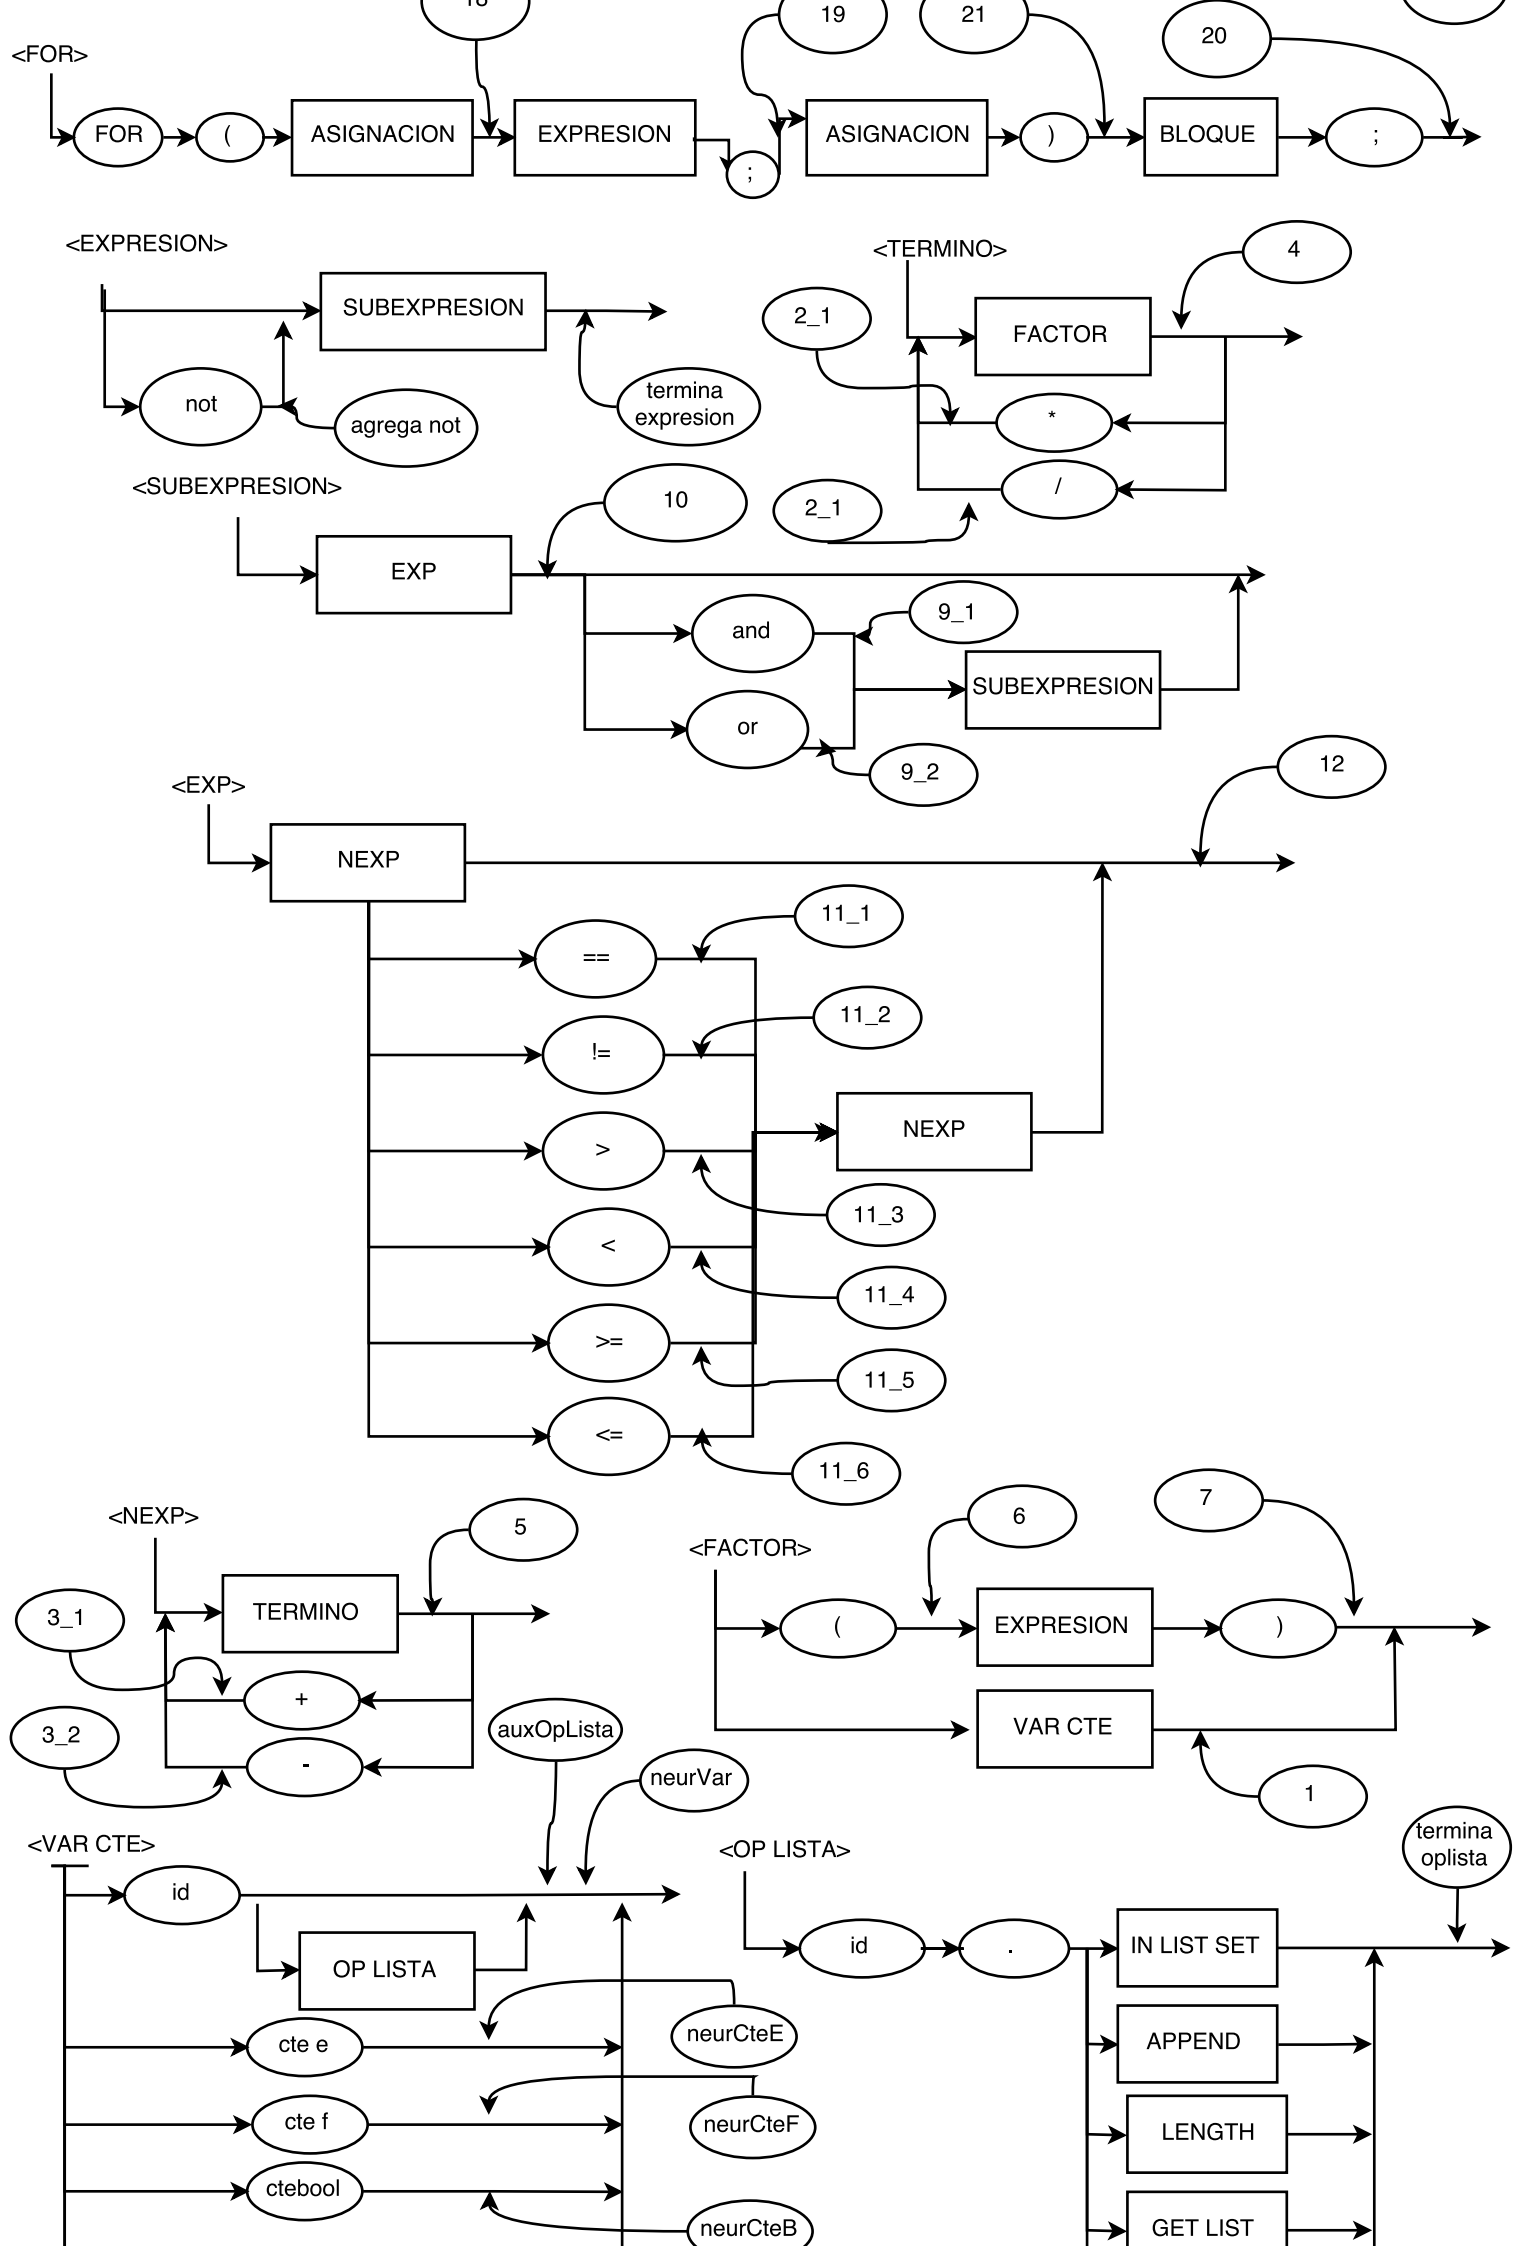 18
19
21
20
<FOR>
FOR
(
ASIGNACION
EXPRESION
;
ASIGNACION
)
BLOQUE
;
<EXPRESION>
SUBEXPRESION
not
agrega not
termina
expresion
<TERMINO>
4
2_1
FACTOR
*
/
2_1
<SUBEXPRESION>
10
EXP
and
9_1
SUBEXPRESION
or
9_2
<EXP>
12
NEXP
==
11_1
!=
11_2
NEXP
>
11_3
<
11_4
>=
11_5
<=
11_6
<NEXP>
5
3_1
TERMINO
+
3_2
-
<FACTOR>
6
7
(
EXPRESION
)
VAR CTE
1
auxOpLista
neurVar
<VAR CTE>
id
OP LISTA
cte e
neurCteE
cte f
neurCteF
ctebool
neurCteB
<OP LISTA>
termina
oplista
id
.
IN LIST SET
APPEND
LENGTH
GET LIST